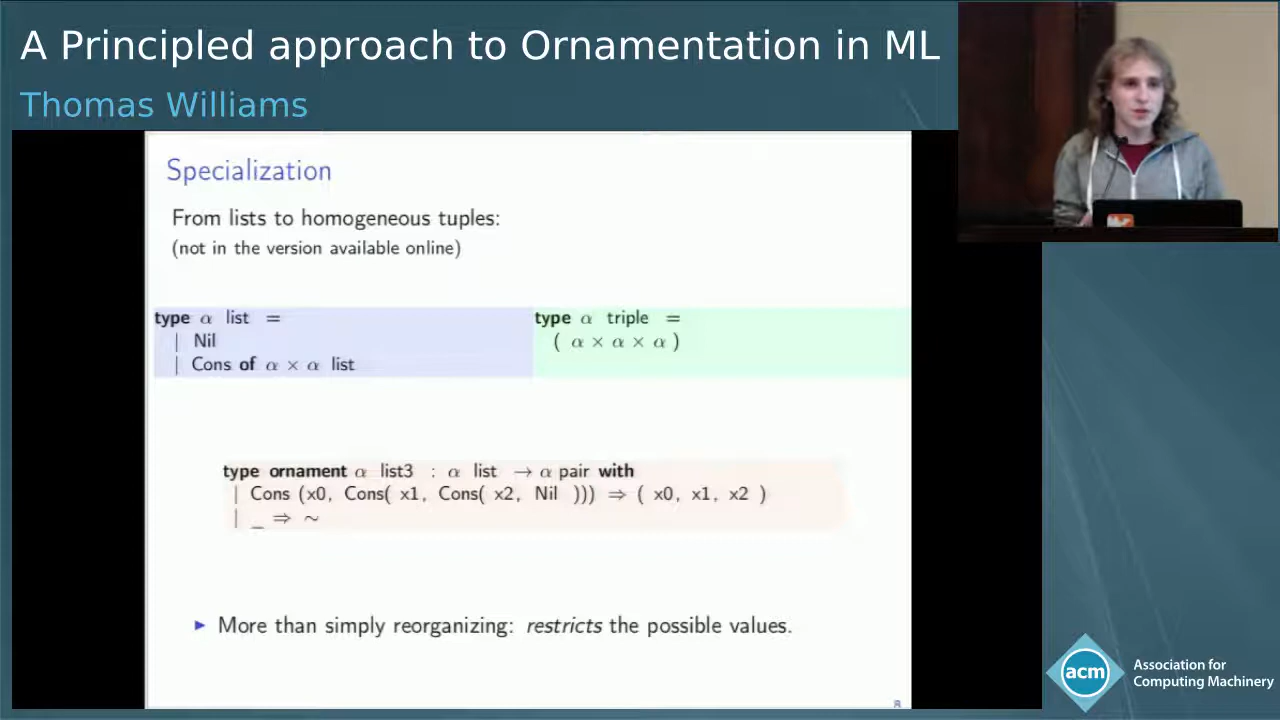 A Principled approach to Ornamentation in ML
Thomas Williams
Specialization
From lists to homogeneous tuples:
(not in the version available online)
type α list =
| Nil
| Cons of α × α list
type α triple =
( α × α × α )
type ornament α list3 : α list → α pair with
| Cons (x0, Cons( x1, Cons( x2, Nil ))) ⇒ ( x0, x1, x2 )
| _ ⇒ ~
▶ More than simply reorganizing: restricts the possible values.
8
acm
Association for
Computing Machinery